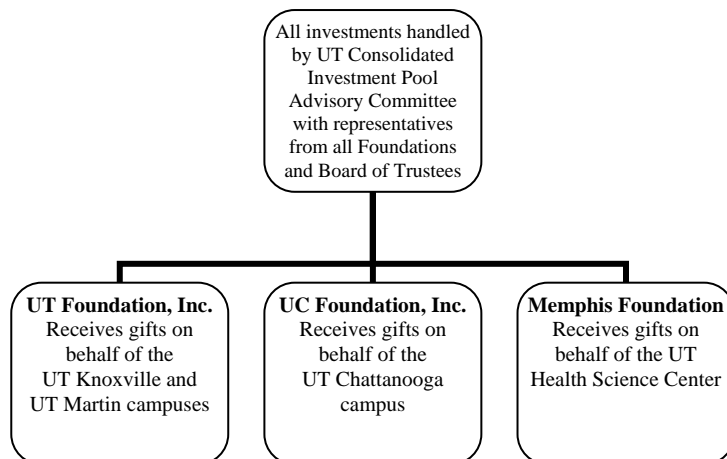 All investments handled
by UT Consolidated
Investment Pool
Advisory Committee
with representatives
from all Foundations
and Board of Trustees
UT Foundation, Inc.
Receives gifts on
behalf of the
UT Knoxville and
UT Martin campuses
UC Foundation, Inc.
Receives gifts on
behalf of the
UT Chattanooga
campus
Memphis Foundation
Receives gifts on
behalf of the UT
Health Science Center